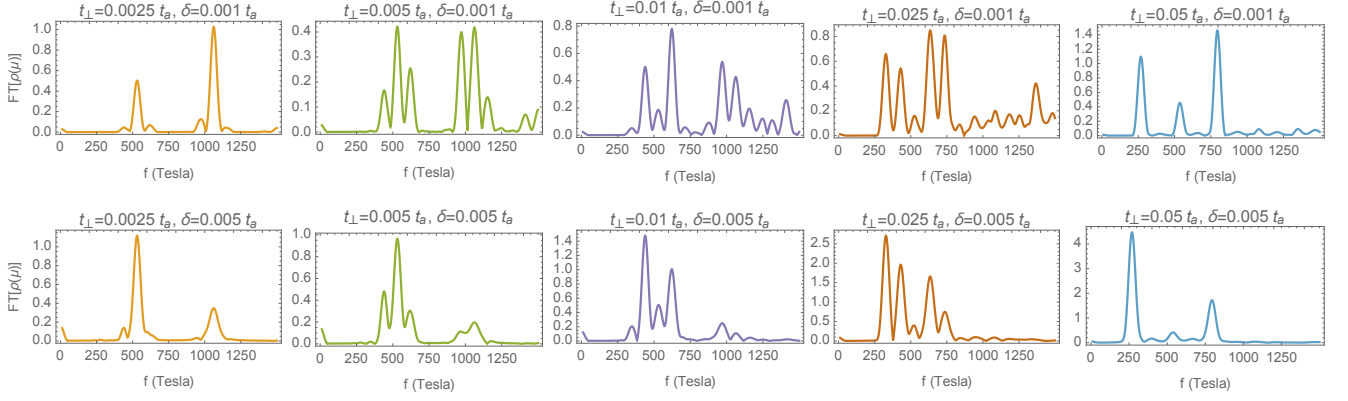 t⊥=0.0025 tₐ, δ=0.001 tₐ
t⊥=0.005 tₐ, δ=0.001 tₐ
t⊥=0.01 tₐ, δ=0.001 tₐ
t⊥=0.025 tₐ, δ=0.001 tₐ
t⊥=0.05 tₐ, δ=0.001 tₐ
FT[ρ(μ)]
1.0
0.8
0.6
0.4
0.2
0.0
0 250 500 750 1000 1250
f (Tesla)
0.4
0.3
0.2
0.1
0.0
0 250 500 750 1000 1250
f (Tesla)
0.8
0.6
0.4
0.2
0.0
0 250 500 750 1000 1250
f (Tesla)
0.8
0.6
0.4
0.2
0.0
0 250 500 750 1000 1250
f (Tesla)
1.4
1.2
1.0
0.8
0.6
0.4
0.2
0.0
0 250 500 750 1000 1250
f (Tesla)
t⊥=0.0025 tₐ, δ=0.005 tₐ
t⊥=0.005 tₐ, δ=0.005 tₐ
t⊥=0.01 tₐ, δ=0.005 tₐ
t⊥=0.025 tₐ, δ=0.005 tₐ
t⊥=0.05 tₐ, δ=0.005 tₐ
FT[ρ(μ)]
1.0
0.8
0.6
0.4
0.2
0.0
0 250 500 750 1000 1250
f (Tesla)
1.0
0.8
0.6
0.4
0.2
0.0
0 250 500 750 1000 1250
f (Tesla)
1.4
1.2
1.0
0.8
0.6
0.4
0.2
0.0
0 250 500 750 1000 1250
f (Tesla)
2.5
2.0
1.5
1.0
0.5
0.0
0 250 500 750 1000 1250
f (Tesla)
4
3
2
1
0
0 250 500 750 1000 1250
f (Tesla)